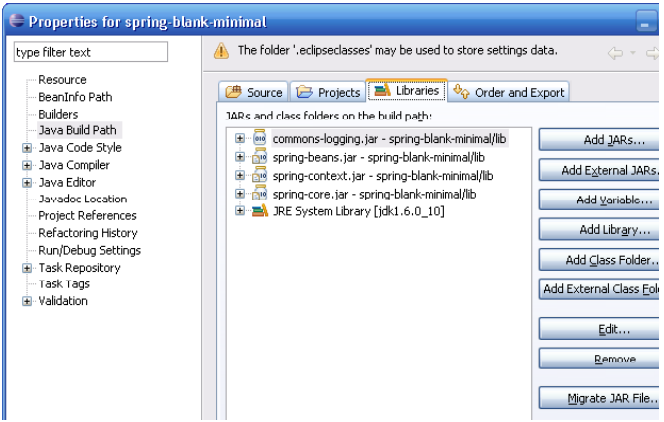 Properties for spring-blank-minimal
type filter text
The folder '.eclipseclasses' may be used to store settings data.
Resource
BeanInfo Path
Builders
Java Build Path
Java Code Style
Java Compiler
Java Editor
Javadoc Location
Project References
Refactoring History
Run/Debug Settings
Task Repository
Task Tags
Validation
Source
Projects
Libraries
Order and Export
JARs and class folders on the build path:
commons-logging.jar - spring-blank-minimal/lib
spring-beans.jar - spring-blank-minimal/lib
spring-context.jar - spring-blank-minimal/lib
spring-core.jar - spring-blank-minimal/lib
JRE System Library [jdk1.6.0_10]
Add JARs...
Add External JARs.
Add Variable...
Add Library...
Add Class Folder..
Add External Class Fol
Edit...
Remove
Migrate JAR File..